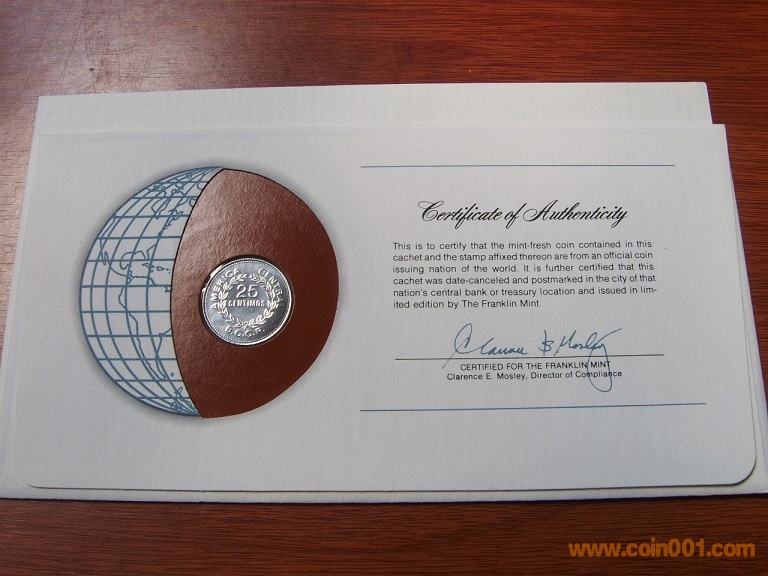 AMERICA CENTRAL
25
CENTIMOS
B.C.C.R.
Certificate of Authenticity
This is to certify that the mint-fresh coin contained in this
cachet and the stamp affixed thereon are from an official coin
issuing nation of the world. It is further certified that this
cachet was date-canceled and postmarked in the city of that
nation's central bank or treasury location and issued in lim-
ited edition by The Franklin Mint.
CERTIFIED FOR THE FRANKLIN MINT
Clarence E. Mosley, Director of Compliance
www.coin001.com